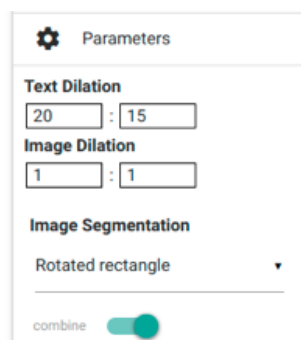 Parameters
Text Dilation
20 : 15
Image Dilation
1 : 1
Image Segmentation
Rotated rectangle
combine